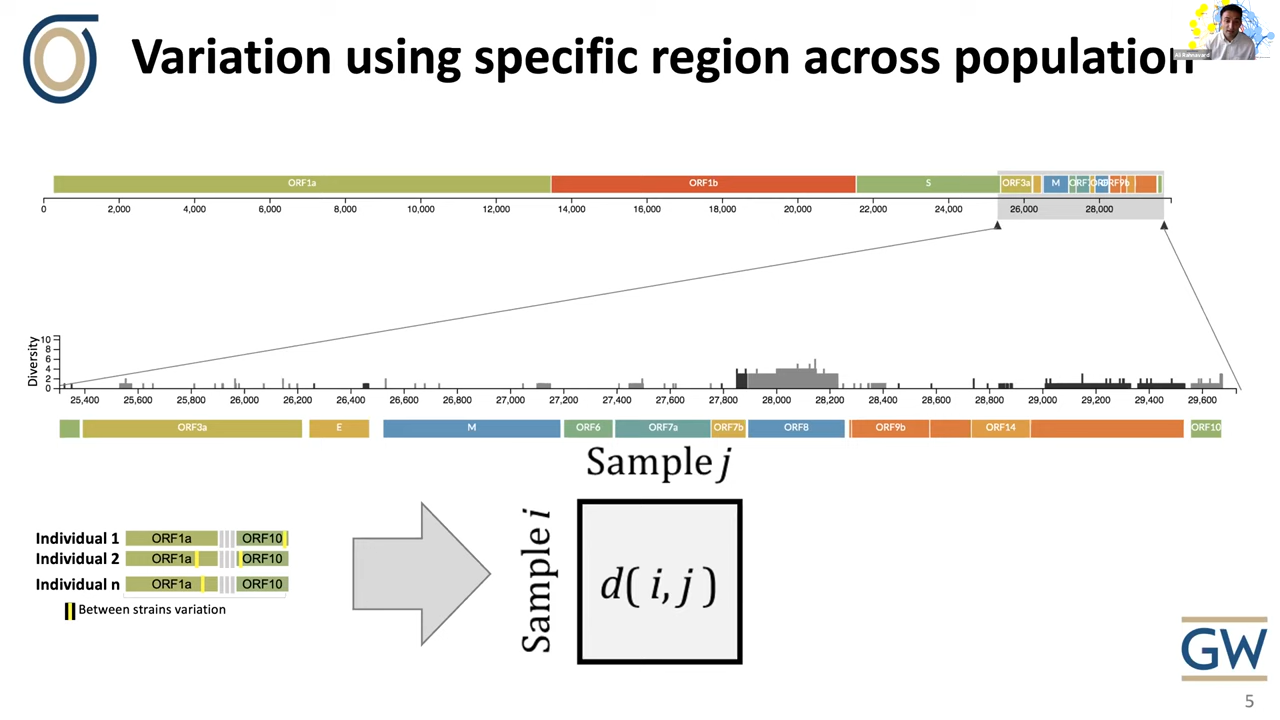 Variation using specific region across population
Ali Rahnavard
ORF1a ORF1b S ORF3a M ORF9b
0 2,000 4,000 6,000 8,000 10,000 12,000 14,000 16,000 18,000 20,000 22,000 24,000 26,000 28,000
Diversity
10
8
6
4
2
0
25,400 25,600 25,800 26,000 26,200 26,400 26,600 26,800 27,000 27,200 27,400 27,600 27,800 28,000 28,200 28,400 28,600 28,800 29,000 29,200 29,400 29,600
ORF3a E M ORF6 ORF7a ORF7b ORF8 ORF9b ORF14 ORF10
Sample j
Sample i
d( i, j )
Individual 1 ORF1a ORF10
Individual 2 ORF1a ORF10
Individual n ORF1a ORF10
Between strains variation
GW
5